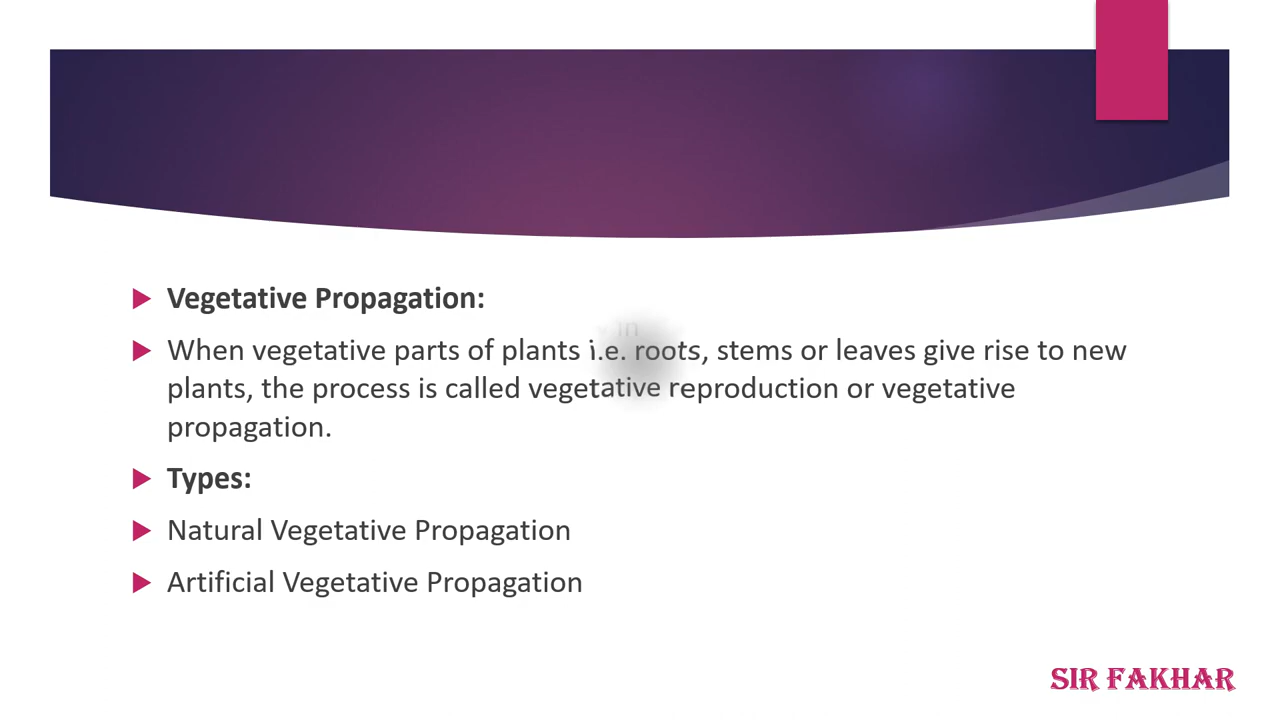 Vegetative Propagation:
When vegetative parts of plants i.e. roots, stems or leaves give rise to new
plants, the process is called vegetative reproduction or vegetative
propagation.
Types:
Natural Vegetative Propagation
Artificial Vegetative Propagation
SIR FAKHAR